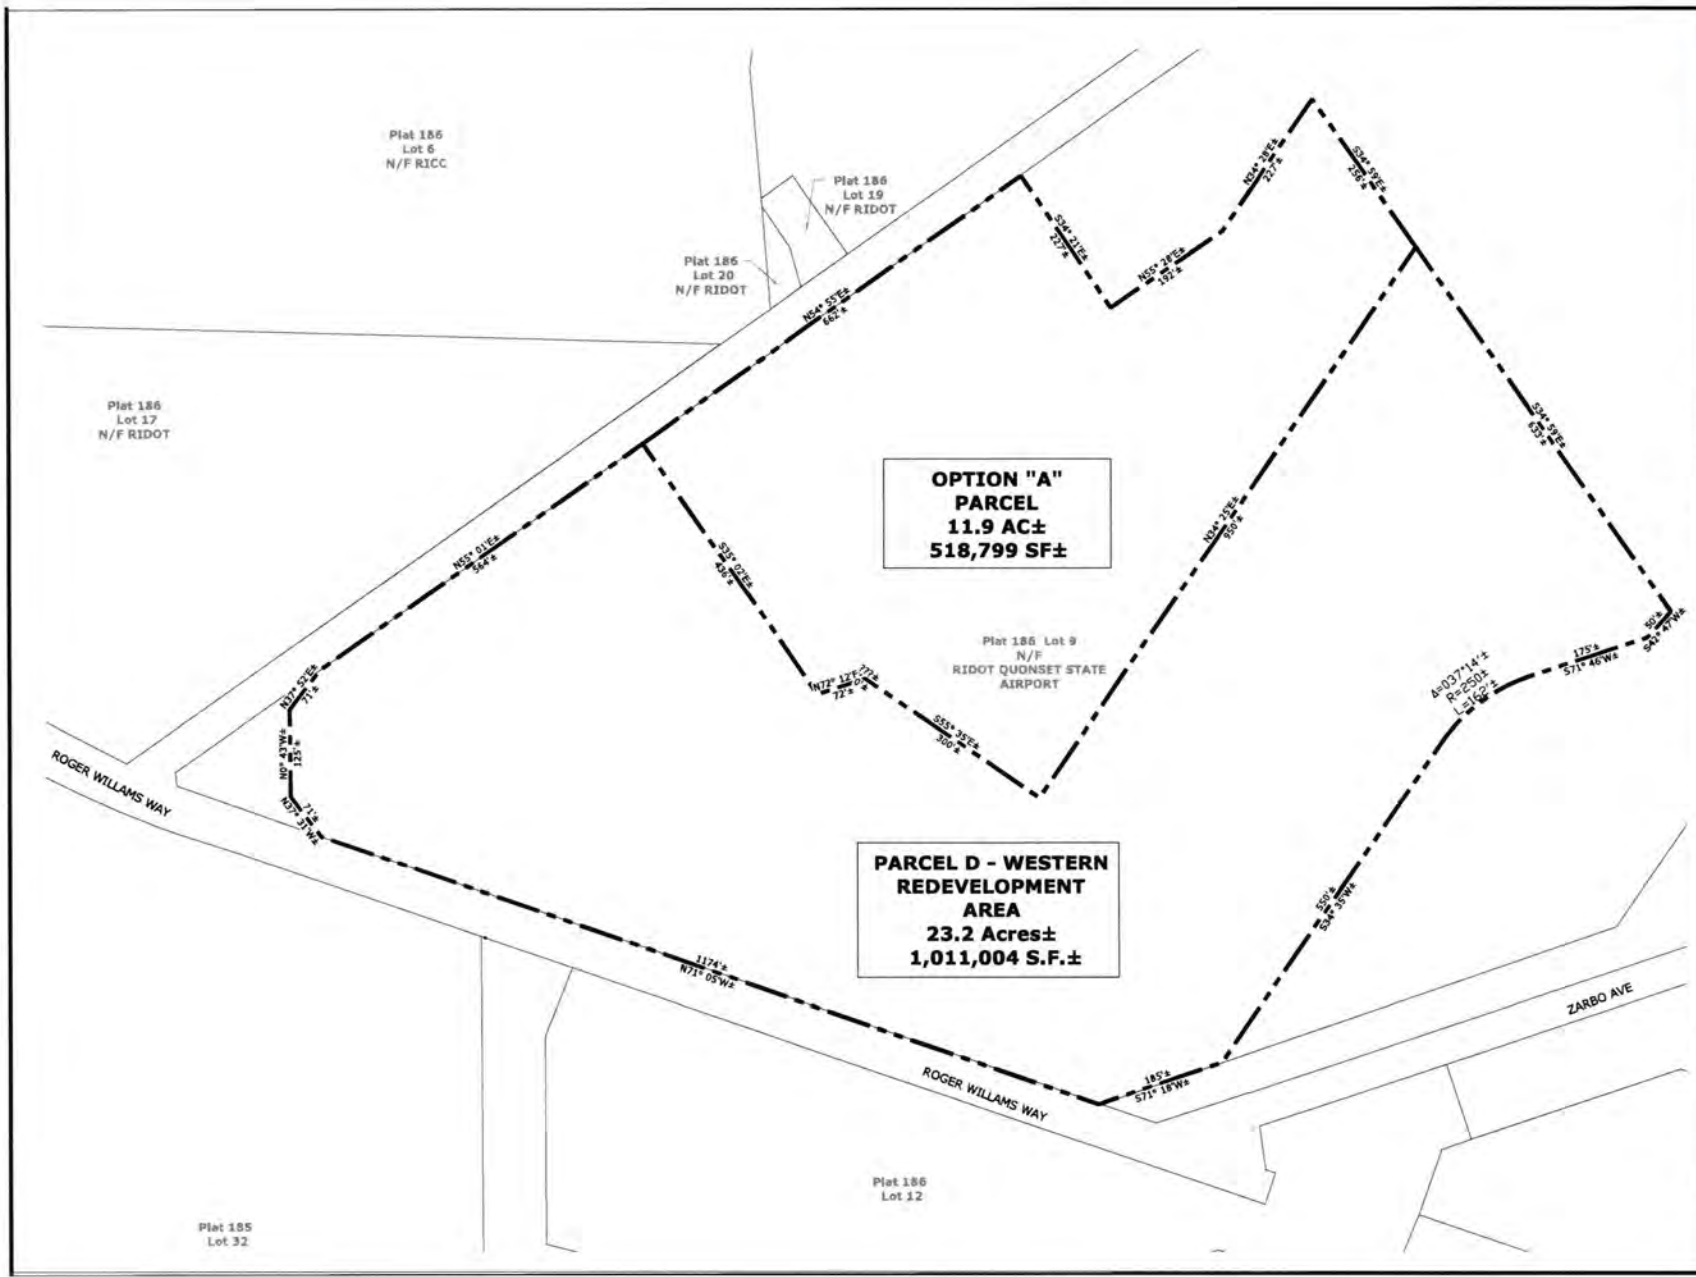 Plat 186
Lot 6
N/F RICC
Plat 186
Lot 19
N/F RIDOT
Plat 186
Lot 20
N/F RIDOT
Plat 186
Lot 17
N/F RIDOT
N34° 28'E±
227'±
S34° 59'E±
256'±
S34° 21'E±
227'±
N55° 28'E±
192'±
N54° 55'E±
662'±
S34° 59'E±
633'±
OPTION "A"
PARCEL
11.9 AC±
518,799 SF±
N34° 25'E±
950'±
N55° 01'E±
564'±
S35° 02'E±
436'±
Plat 186 Lot 9
N/F
RIDOT QUONSET STATE
AIRPORT
N72° 12'E
72'±
S55° 35'E±
300'±
50'±
S42° 47'W±
175'±
S71° 46'W±
Δ=037°14'±
R=250±
L=162'±
N37° 52'E±
71'±
N0° 43'W±
125'±
71'±
N37° 31'W±
ROGER WILLAMS WAY
PARCEL D - WESTERN
REDEVELOPMENT
AREA
23.2 Acres±
1,011,004 S.F.±
550'±
S34° 35'W±
1174'±
N71° 05'W±
ZARBO AVE
185'±
S71° 18'W±
ROGER WILLAMS WAY
Plat 186
Lot 12
Plat 185
Lot 32